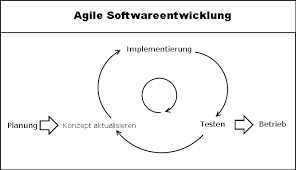 Agile Softwareentwicklung
Implementierung
Planung
Konzept aktualisieren
Testen
Betrieb